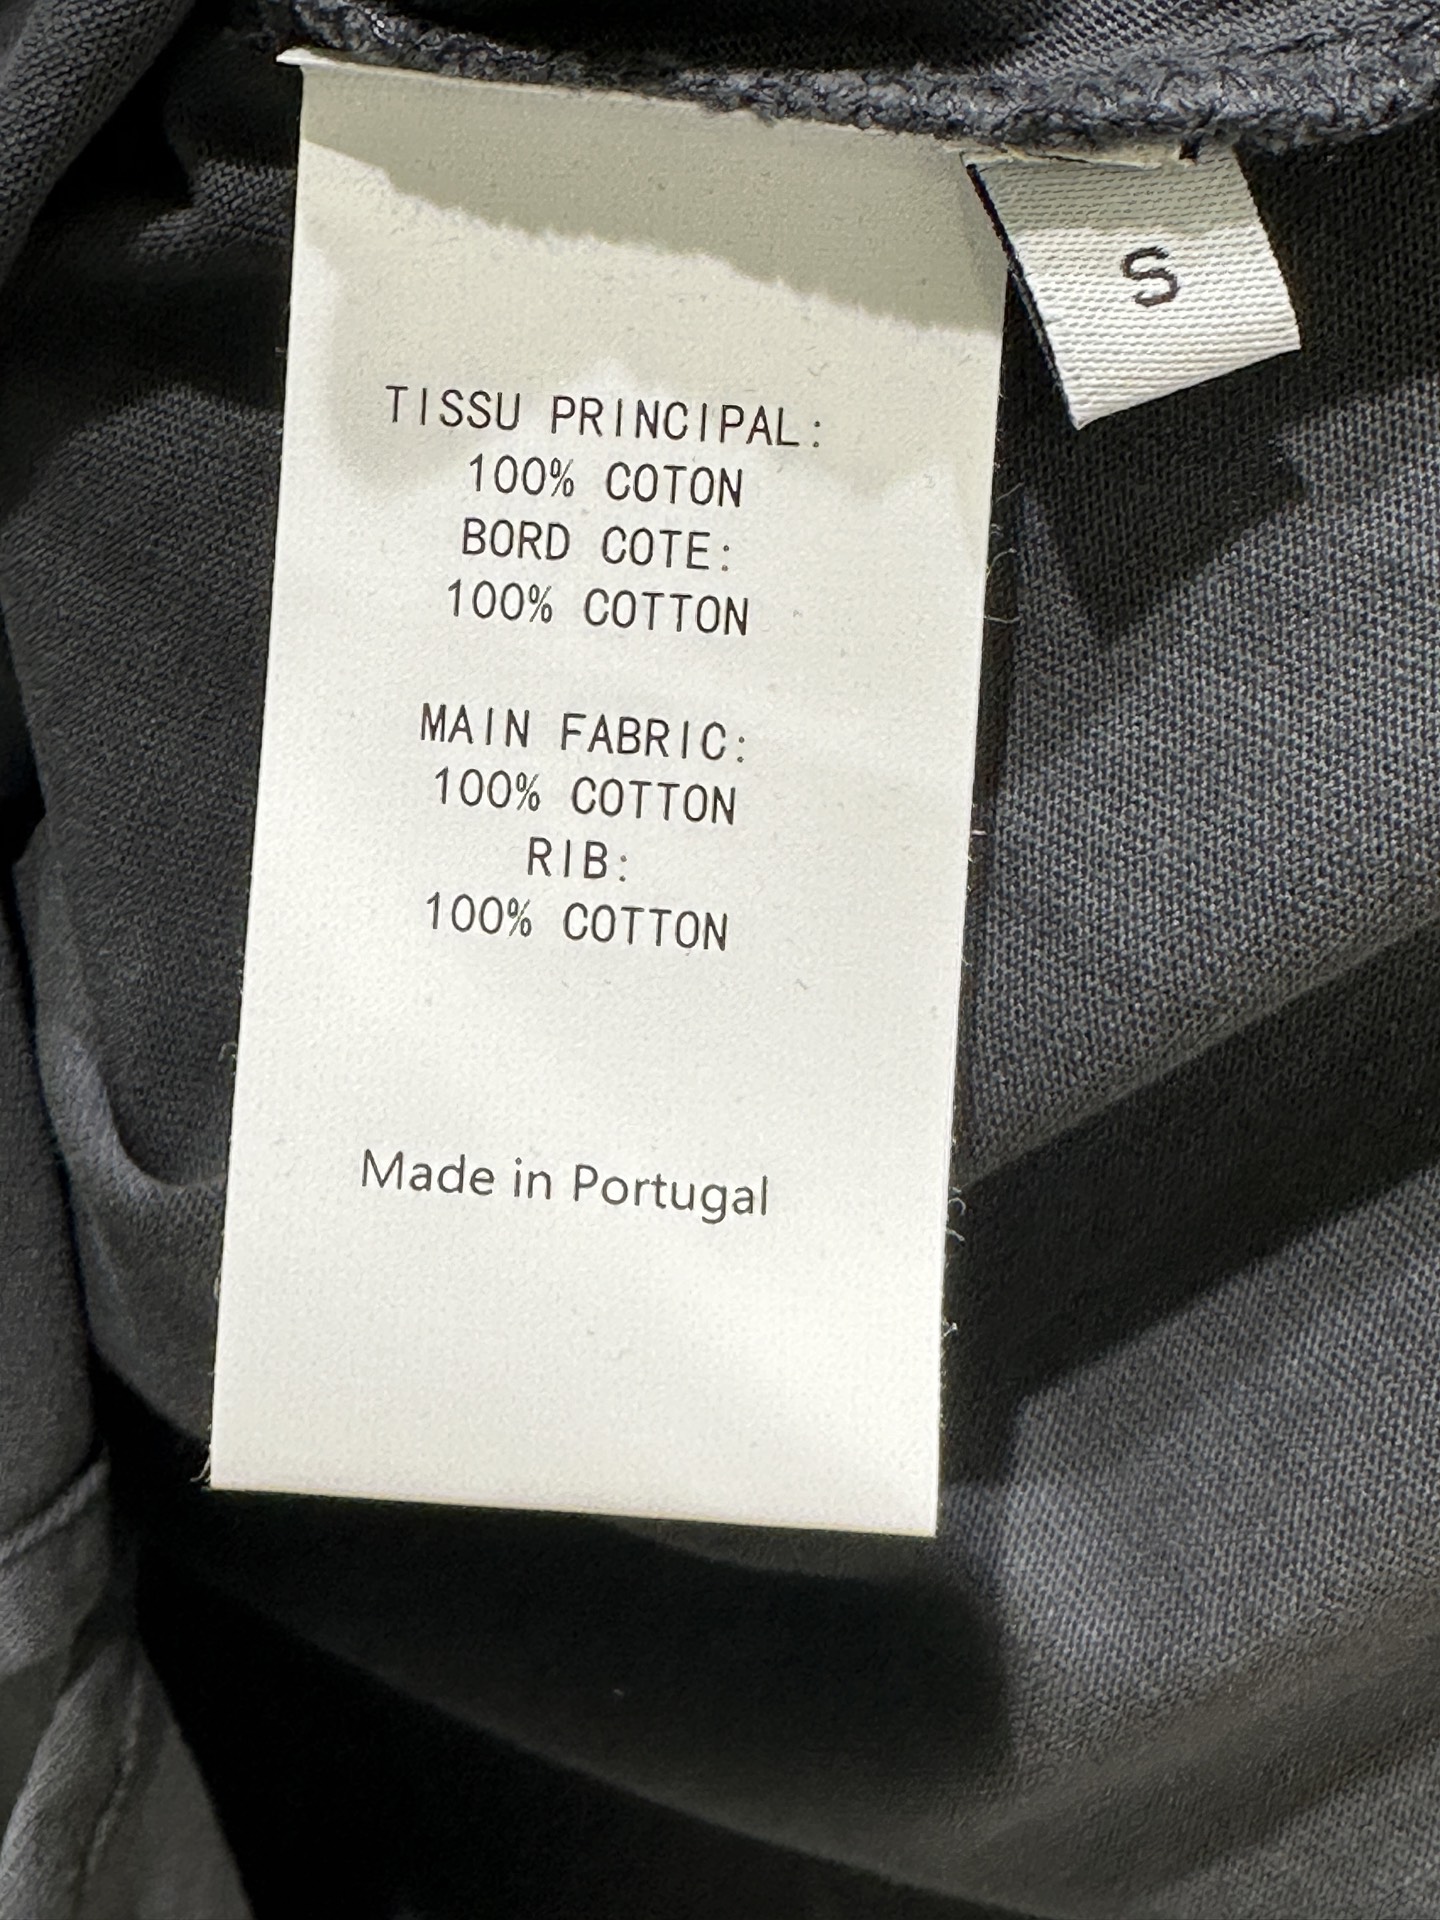 S
TISSU PRINCIPAL:
100% COTON
BORD COTE:
100% COTTON
MAIN FABRIC:
100% COTTON
RIB:
100% COTTON
Made in Portugal